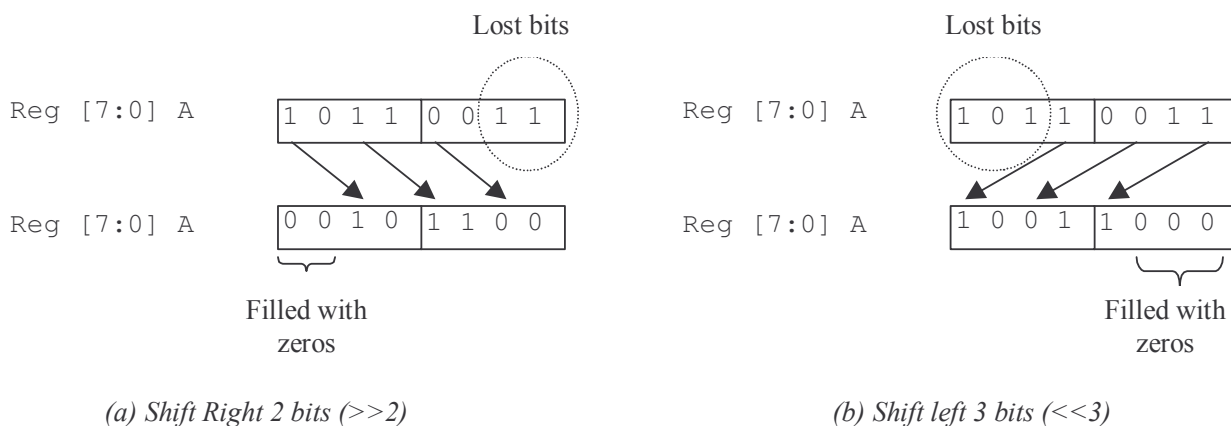 Lost bits
Reg [7:0] A
1 0 1 1 0 0 1 1
Reg [7:0] A
0 0 1 0 1 1 0 0
Filled with
zeros
(a) Shift Right 2 bits (>>2)
Lost bits
Reg [7:0] A
1 0 1 1 0 0 1 1
Reg [7:0] A
1 0 0 1 1 0 0 0
Filled with
zeros
(b) Shift left 3 bits (<<3)